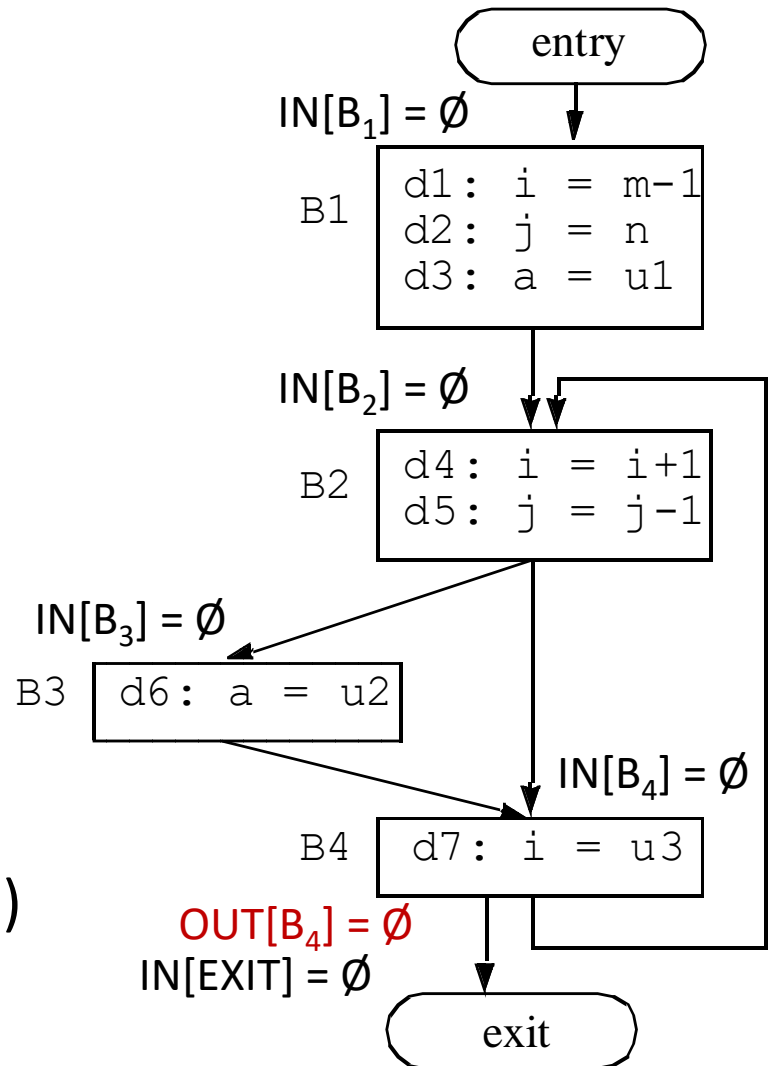 entry
IN[B₁] = Ø
B1
d1: i = m-1
d2: j = n
d3: a = u1
IN[B₂] = Ø
B2
d4: i = i+1
d5: j = j-1
IN[B₃] = Ø
B3
d6: a = u2
IN[B₄] = Ø
B4
d7: i = u3
)
OUT[B₄] = Ø
IN[EXIT] = Ø
exit